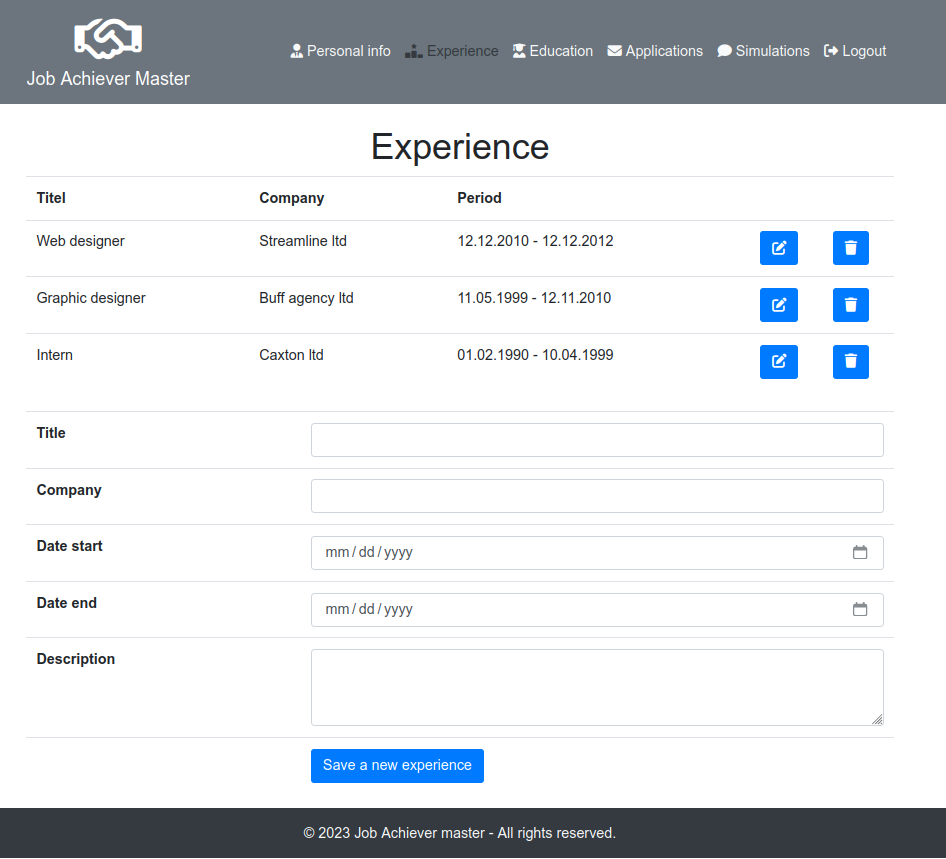 Job Achiever Master
Personal info Experience Education Applications Simulations Logout
Experience
Titel Company Period
Web designer Streamline ltd 12.12.2010 - 12.12.2012
Graphic designer Buff agency ltd 11.05.1999 - 12.11.2010
Intern Caxton ltd 01.02.1990 - 10.04.1999
Title
Company
Date start mm/dd/yyyy
Date end mm/dd/yyyy
Description
Save a new experience
© 2023 Job Achiever master - All rights reserved.